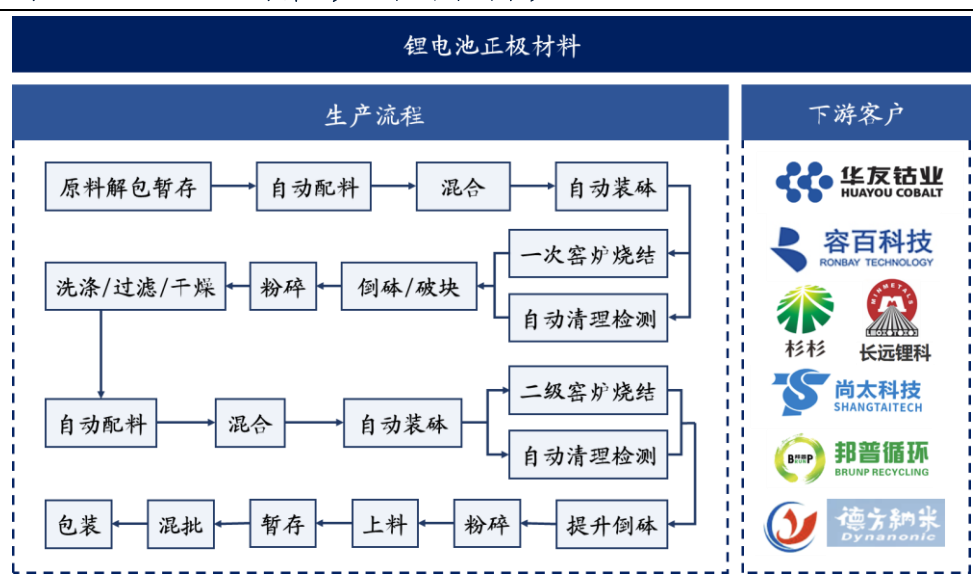 锂电池正极材料
生产流程
原料解包暂存
自动配料
混合
自动装砵
一次窑炉烧结
自动清理检测
倒砵/破块
粉碎
洗涤/过滤/干燥
自动配料
混合
自动装砵
二级窑炉烧结
自动清理检测
提升倒砵
粉碎
上料
暂存
混批
包装
下游客户
华友钴业
HUAYOU COBALT
容百科技
RONBAY TECHNOLOGY
杉杉
MINMETALS
长远锂科
尚太科技
SHANGTAITECH
邦普循环
BRUNP RECYCLING
德方納米
Dynanonic